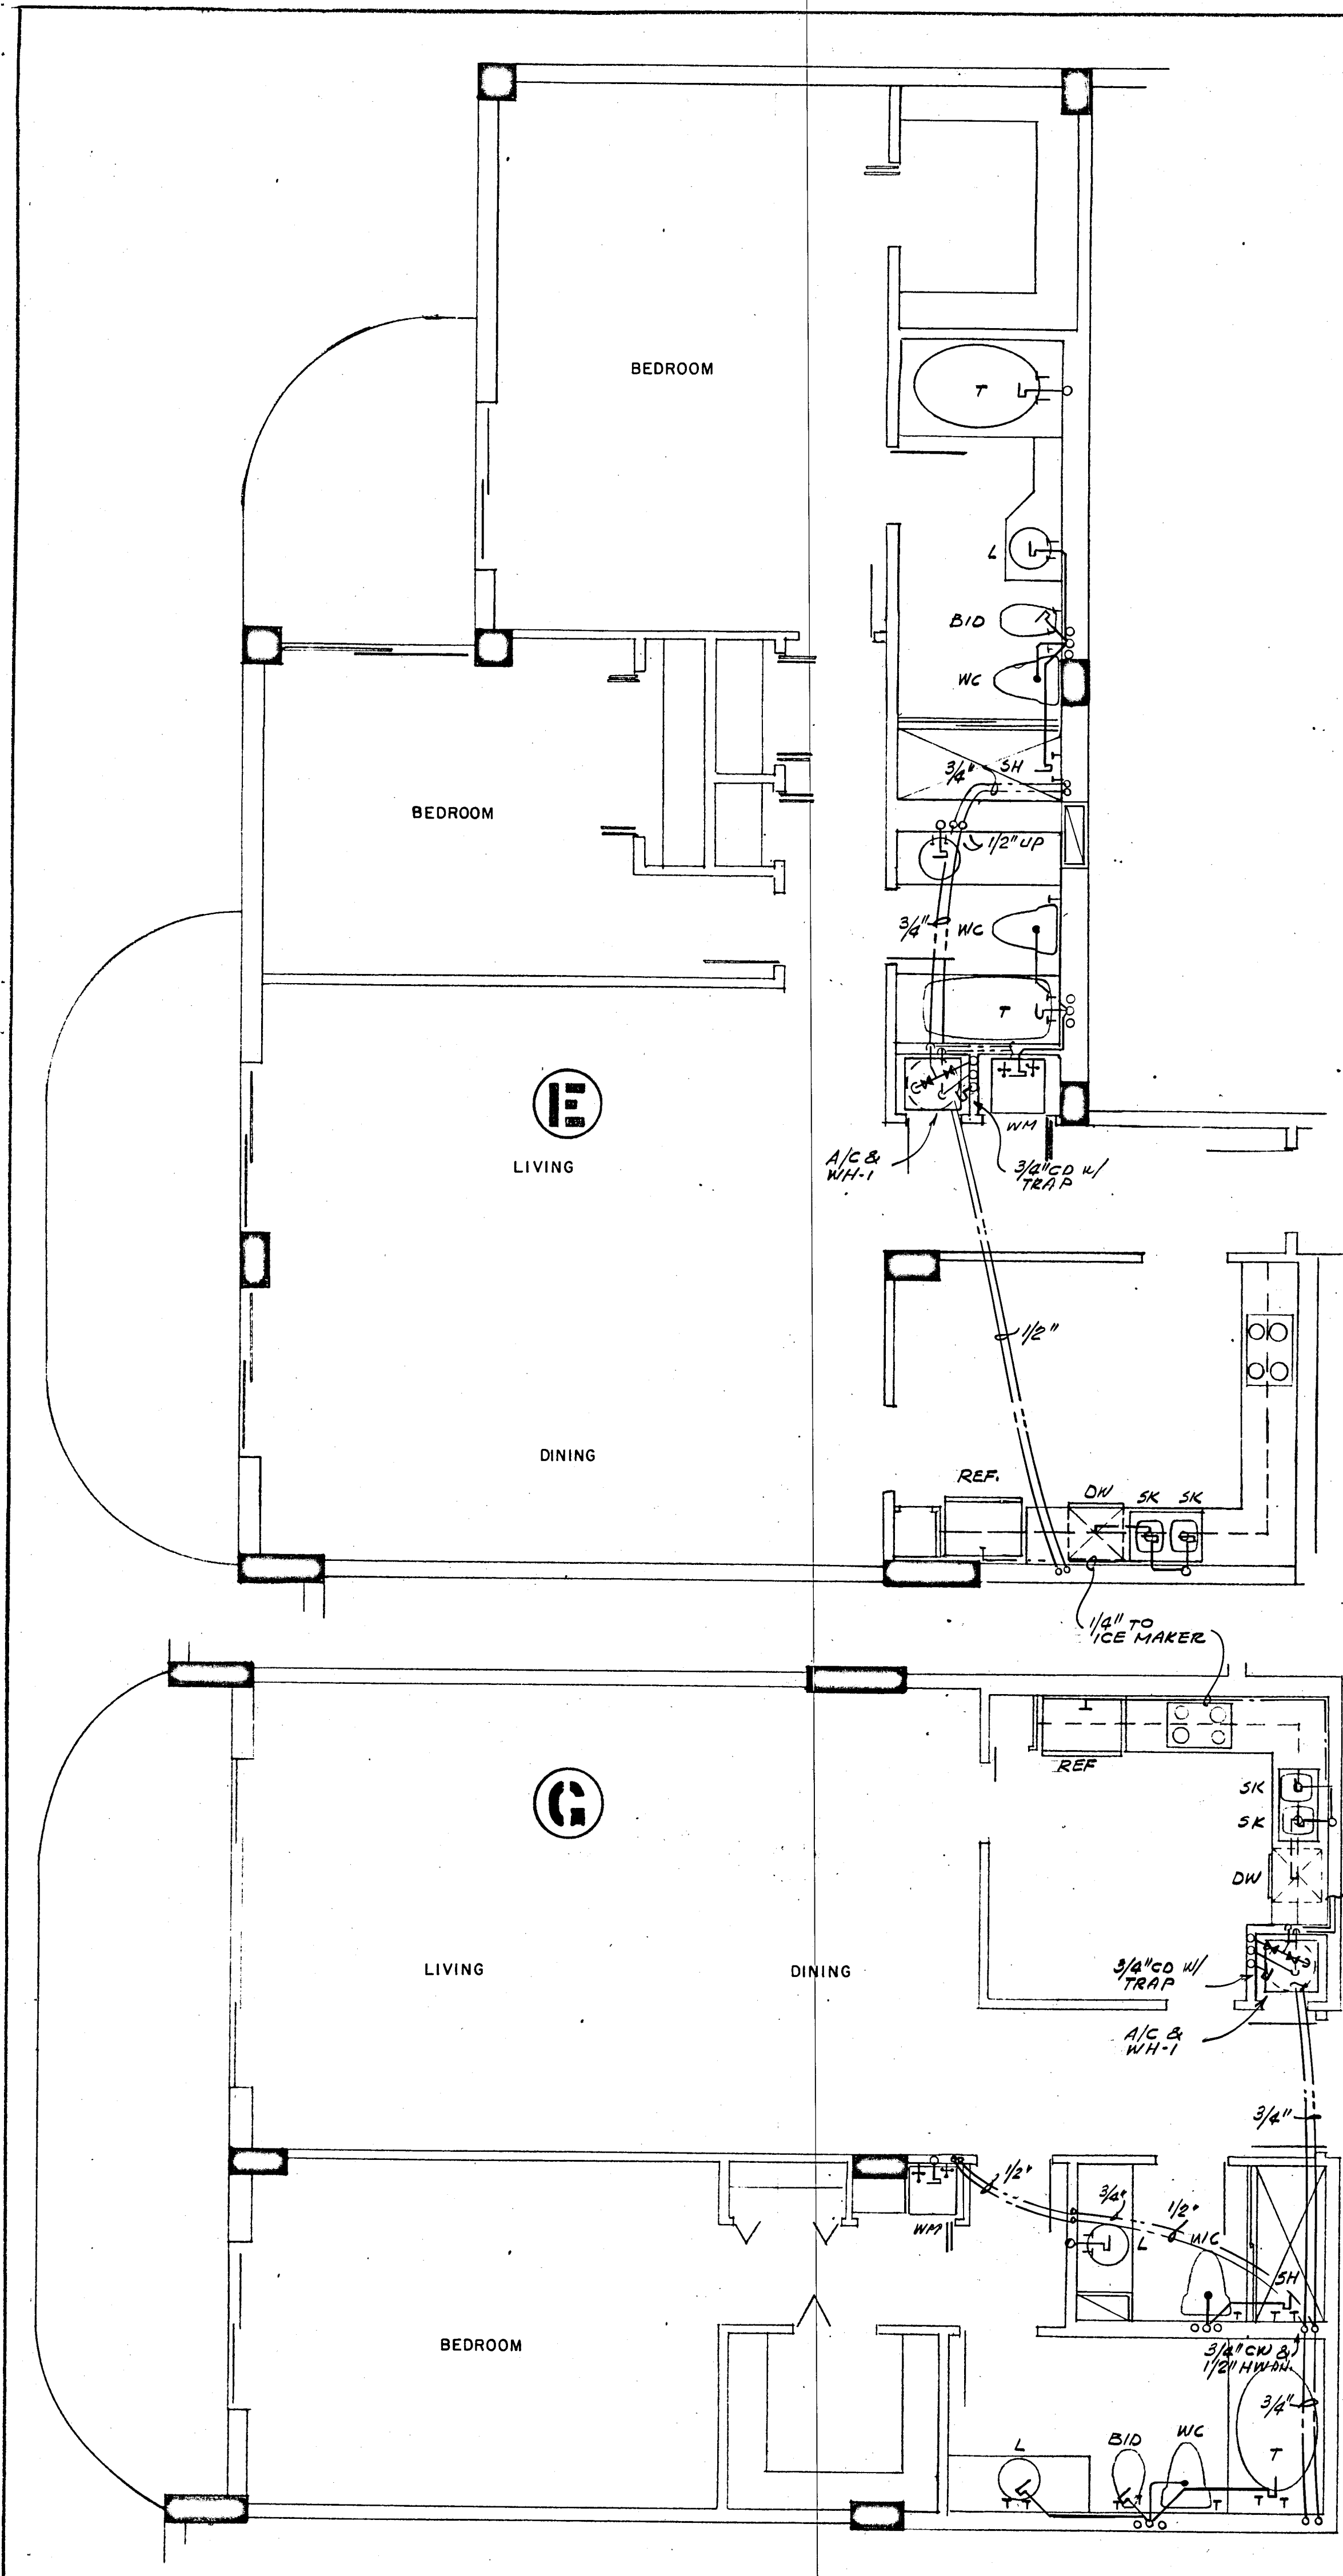 BEDROOM
T
L
BID
WC
BEDROOM
3/4" SH
1/2" UP
3/4"
WC
T
E
LIVING
A/C &
WH-1
WM
3/4" CD W/
TRAP
1/2"
DINING
REF.
DW
SK
SK
1/4" TO
ICE MAKER
G
REF
SK
SK
DW
LIVING
DINING
3/4" CD W/
TRAP
A/C &
WH-1
3/4"
1/2"
WM
3/4"
1/2"
L
WC
SH
BEDROOM
3/4" CW &
1/2" HW DN.
3/4"
L
BID
WC
T